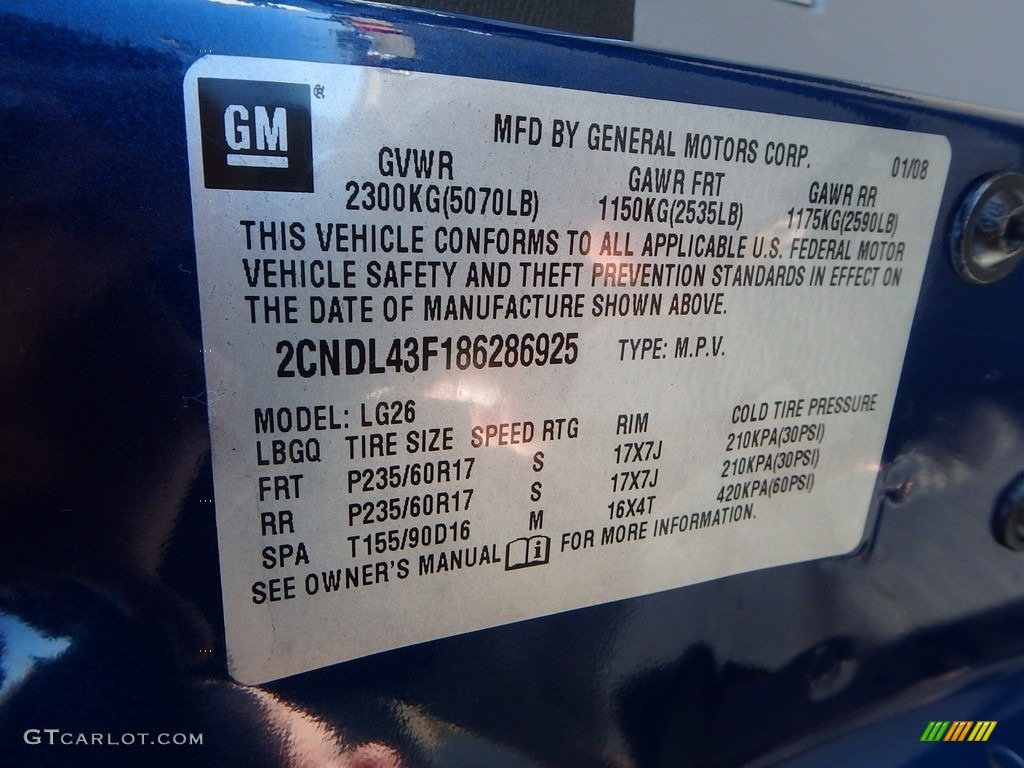 GM ®
MFD BY GENERAL MOTORS CORP. 01/08
GVWR GAWR FRT GAWR RR
2300KG(5070LB) 1150KG(2535LB) 1175KG(2590LB)
THIS VEHICLE CONFORMS TO ALL APPLICABLE U.S. FEDERAL MOTOR
VEHICLE SAFETY AND THEFT PREVENTION STANDARDS IN EFFECT ON
THE DATE OF MANUFACTURE SHOWN ABOVE.
2CNDL43F186286925 TYPE: M.P.V.
MODEL: LG26
LBGQ TIRE SIZE SPEED RTG RIM COLD TIRE PRESSURE
FRT P235/60R17 S 17X7J 210KPA(30PSI)
RR P235/60R17 S 17X7J 210KPA(30PSI)
SPA T155/90D16 M 16X4T 420KPA(60PSI)
SEE OWNER'S MANUAL FOR MORE INFORMATION.
GTCARLOT.COM